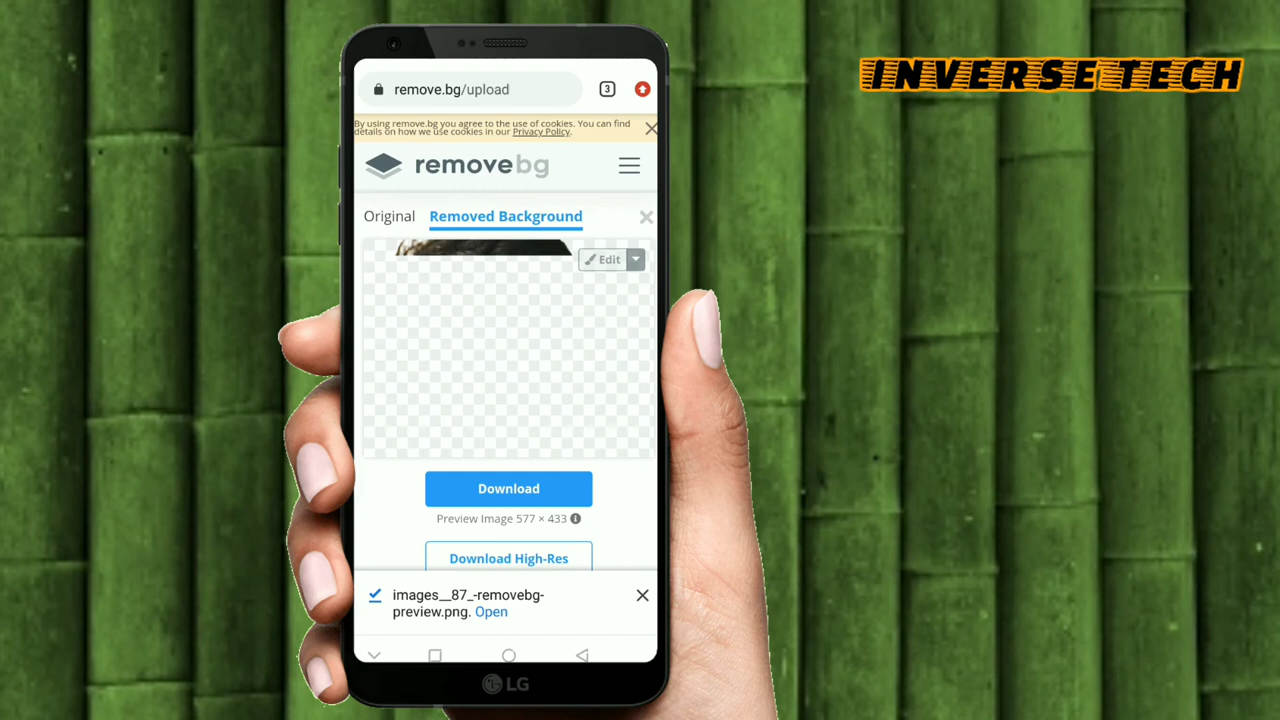 INVERSE TECH
remove.bg/upload
3
By using remove.bg you agree to the use of cookies. You can find
details on how we use cookies in our Privacy Policy.
removebg
Original Removed Background
Edit
Download
Preview Image 577 × 433
Download High-Res
images__87_-removebg-
preview.png. Open
LG